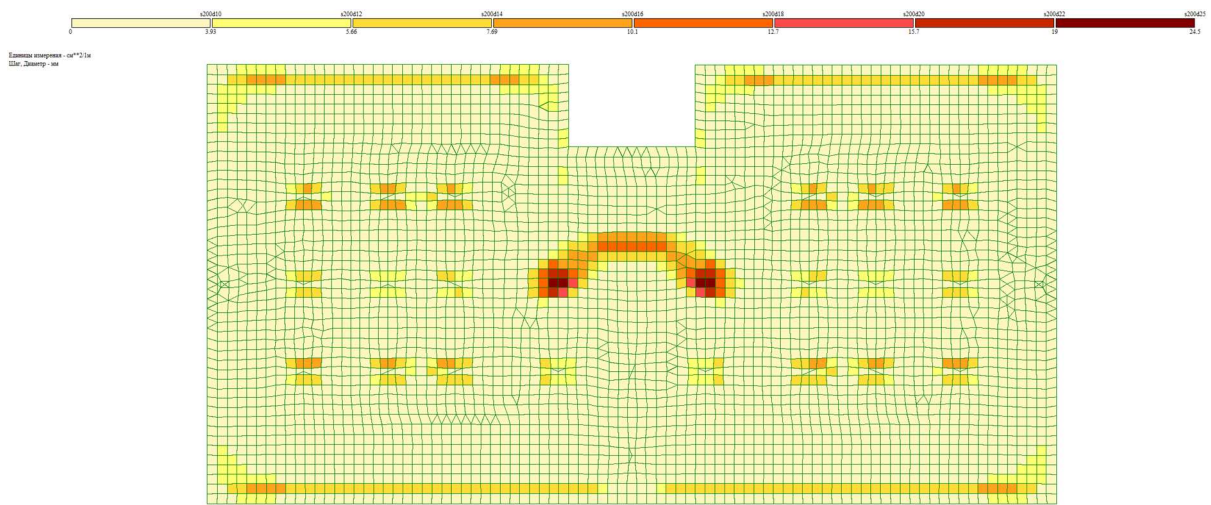 s200d10 s200d12 s200d14 s200d16 s200d18 s200d20 s200d22 s200d25
0 3.93 5.66 7.69 10.1 12.7 15.7 19 24.5
Единицы измерения - см**2/1м
Шаг, Диаметр - мм